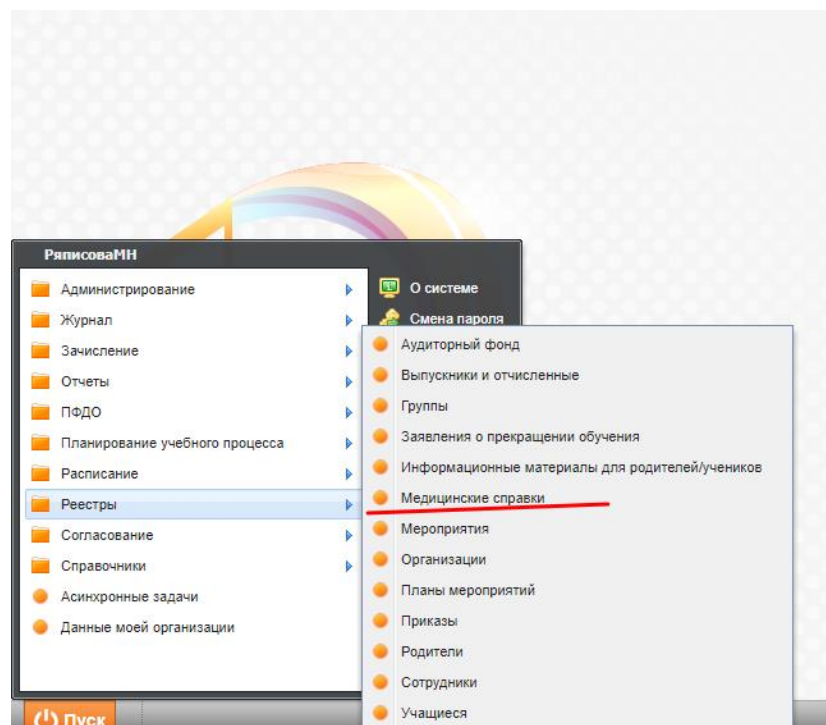 РяписоваМН
Администрирование
Журнал
Зачисление
Отчеты
ПФДО
Планирование учебного процесса
Расписание
Реестры
Согласование
Справочники
Асинхронные задачи
Данные моей организации
О системе
Смена пароля
Аудиторный фонд
Выпускники и отчисленные
Группы
Заявления о прекращении обучения
Информационные материалы для родителей/учеников
Медицинские справки
Мероприятия
Организации
Планы мероприятий
Приказы
Родители
Сотрудники
Учащиеся
Пуск